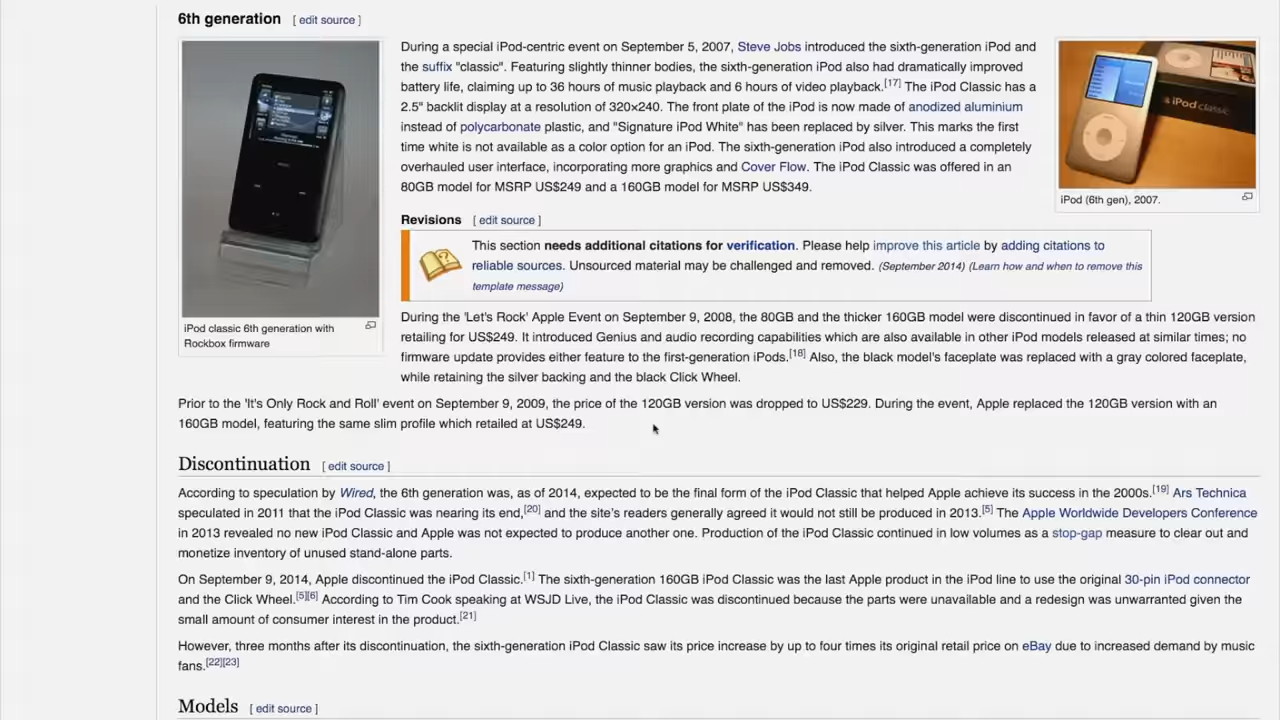 6th generation [ edit source ]
During a special iPod-centric event on September 5, 2007, Steve Jobs introduced the sixth-generation iPod and
the suffix "classic". Featuring slightly thinner bodies, the sixth-generation iPod also had dramatically improved
battery life, claiming up to 36 hours of music playback and 6 hours of video playback.[17] The iPod Classic has a
2.5" backlit display at a resolution of 320x240. The front plate of the iPod is now made of anodized aluminium
instead of polycarbonate plastic, and "Signature iPod White" has been replaced by silver. This marks the first
time white is not available as a color option for an iPod. The sixth-generation iPod also introduced a completely
overhauled user interface, incorporating more graphics and Cover Flow. The iPod Classic was offered in an
80GB model for MSRP US$249 and a 160GB model for MSRP US$349.
iPod classic
iPod (6th gen), 2007.
Revisions [ edit source ]
This section needs additional citations for verification. Please help improve this article by adding citations to
reliable sources. Unsourced material may be challenged and removed. (September 2014) (Learn how and when to remove this
template message)
iPod classic 6th generation with
Rockbox firmware
During the 'Let's Rock' Apple Event on September 9, 2008, the 80GB and the thicker 160GB model were discontinued in favor of a thin 120GB version
retailing for US$249. It introduced Genius and audio recording capabilities which are also available in other iPod models released at similar times; no
firmware update provides either feature to the first-generation iPods.[18] Also, the black model's faceplate was replaced with a gray colored faceplate,
while retaining the silver backing and the black Click Wheel.
Prior to the 'It's Only Rock and Roll' event on September 9, 2009, the price of the 120GB version was dropped to US$229. During the event, Apple replaced the 120GB version with an
160GB model, featuring the same slim profile which retailed at US$249.
Discontinuation [ edit source ]
According to speculation by Wired, the 6th generation was, as of 2014, expected to be the final form of the iPod Classic that helped Apple achieve its success in the 2000s.[19] Ars Technica
speculated in 2011 that the iPod Classic was nearing its end,[20] and the site's readers generally agreed it would not still be produced in 2013.[5] The Apple Worldwide Developers Conference
in 2013 revealed no new iPod Classic and Apple was not expected to produce another one. Production of the iPod Classic continued in low volumes as a stop-gap measure to clear out and
monetize inventory of unused stand-alone parts.
On September 9, 2014, Apple discontinued the iPod Classic.[1] The sixth-generation 160GB iPod Classic was the last Apple product in the iPod line to use the original 30-pin iPod connector
and the Click Wheel.[5][6] According to Tim Cook speaking at WSJD Live, the iPod Classic was discontinued because the parts were unavailable and a redesign was unwarranted given the
small amount of consumer interest in the product.[21]
However, three months after its discontinuation, the sixth-generation iPod Classic saw its price increase by up to four times its original retail price on eBay due to increased demand by music
fans.[22][23]
Models [ edit source ]